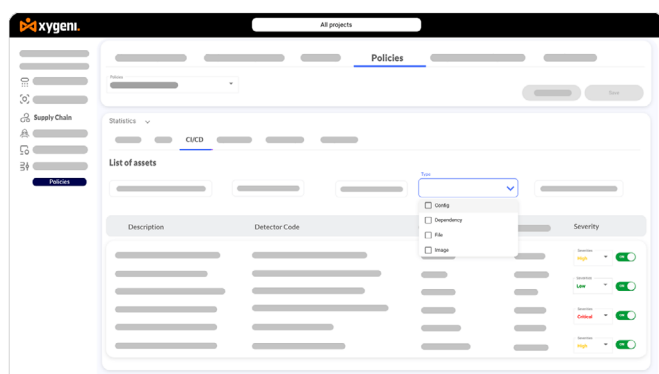 xygeni.
All projects
Policies
Policies
Save
Supply Chain
Statistics
CI/CD
Policies
List of assets
Type
Config
Dependency
File
Image
Description
Detector Code
Severity
Severities
High
ON
Severities
Low
ON
Severities
Critical
ON
Severities
High
ON